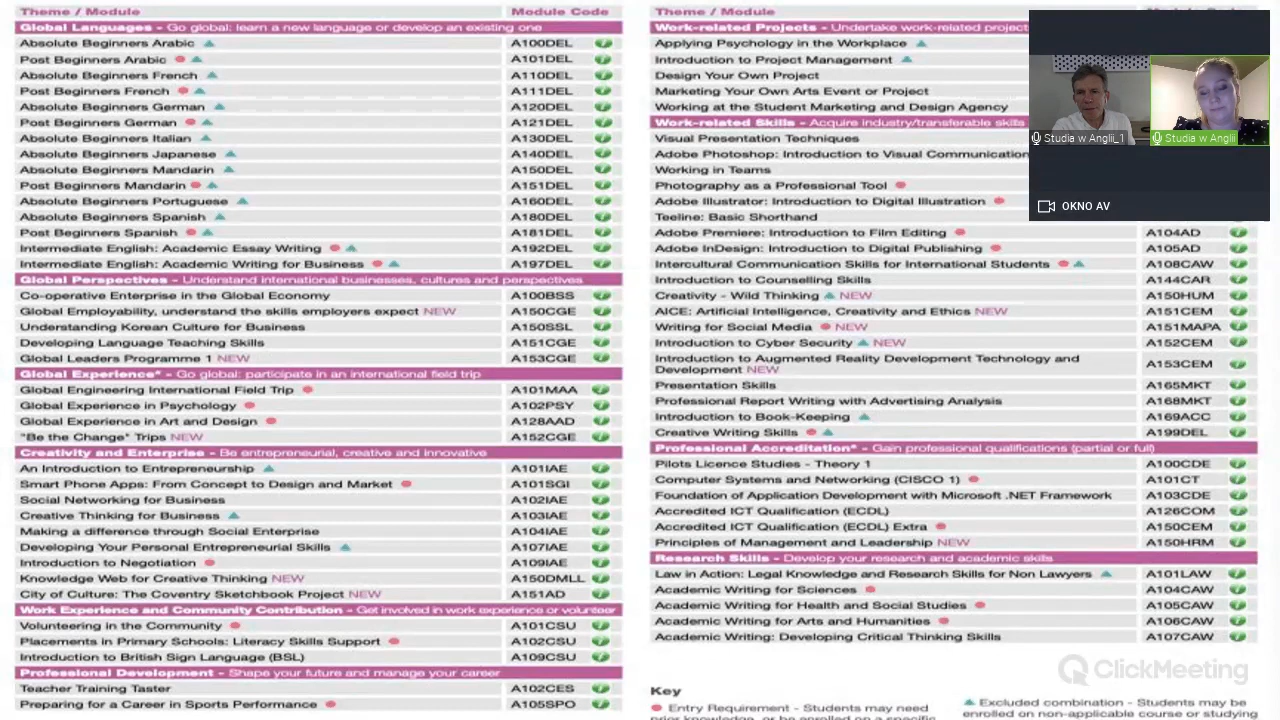 Theme / Module Module Code
Global Languages - Go global: learn a new language or develop an existing one
Absolute Beginners Arabic A100DEL
Post Beginners Arabic A101DEL
Absolute Beginners French A110DEL
Post Beginners French A111DEL
Absolute Beginners German A120DEL
Post Beginners German A121DEL
Absolute Beginners Italian A130DEL
Absolute Beginners Japanese A140DEL
Absolute Beginners Mandarin A150DEL
Post Beginners Mandarin A151DEL
Absolute Beginners Portuguese A160DEL
Absolute Beginners Spanish A180DEL
Post Beginners Spanish A181DEL
Intermediate English: Academic Essay Writing A192DEL
Intermediate English: Academic Writing for Business A197DEL
Global Perspectives - Understand international businesses, cultures and perspectives
Co-operative Enterprise in the Global Economy A100BSS
Global Employability, understand the skills employers expect NEW A150CGE
Understanding Korean Culture for Business A150SSL
Developing Language Teaching Skills A151CGE
Global Leaders Programme 1 NEW A153CGE
Global Experience* - Go global: participate in an international field trip
Global Engineering International Field Trip A101MAA
Global Experience in Psychology A102PSY
Global Experience in Art and Design A128AAD
"Be the Change" Trips NEW A152CGE
Creativity and Enterprise - Be entrepreneurial, creative and innovative
An Introduction to Entrepreneurship A101IAE
Smart Phone Apps: From Concept to Design and Market A101SGI
Social Networking for Business A102IAE
Creative Thinking for Business A103IAE
Making a difference through Social Enterprise A104IAE
Developing Your Personal Entrepreneurial Skills A107IAE
Introduction to Negotiation A109IAE
Knowledge Web for Creative Thinking NEW A150DMLL
City of Culture: The Coventry Sketchbook Project NEW A151AD
Work Experience and Community Contribution - Get involved in work experience or volunteer
Volunteering in the Community A101CSU
Placements in Primary Schools: Literacy Skills Support A102CSU
Introduction to British Sign Language (BSL) A109CSU
Professional Development - Shape your future and manage your career
Teacher Training Taster A102CES
Preparing for a Career in Sports Performance A105SPO
Theme / Module
Work-related Projects - Undertake work-related project
Applying Psychology in the Workplace
Introduction to Project Management
Design Your Own Project
Marketing Your Own Arts Event or Project
Working at the Student Marketing and Design Agency
Work-related Skills - Acquire industry/transferable skills
Visual Presentation Techniques
Adobe Photoshop: Introduction to Visual Communication
Working in Teams
Photography as a Professional Tool
Adobe Illustrator: Introduction to Digital Illustration
Teeline: Basic Shorthand
Adobe Premiere: Introduction to Film Editing A104AD
Adobe InDesign: Introduction to Digital Publishing A105AD
Intercultural Communication Skills for International Students A108CAW
Introduction to Counselling Skills A144CAR
Creativity - Wild Thinking NEW A150HUM
AICE: Artificial Intelligence, Creativity and Ethics NEW A151CEM
Writing for Social Media NEW A151MAPA
Introduction to Cyber Security NEW A152CEM
Introduction to Augmented Reality Development Technology and
Development NEW A153CEM
Presentation Skills A165MKT
Professional Report Writing with Advertising Analysis A168MKT
Introduction to Book-Keeping A169ACC
Creative Writing Skills A199DEL
Professional Accreditation* - Gain professional qualifications (partial or full)
Pilots Licence Studies - Theory 1 A100CDE
Computer Systems and Networking (CISCO 1) A101CT
Foundation of Application Development with Microsoft .NET Framework A103CDE
Accredited ICT Qualification (ECDL) A126COM
Accredited ICT Qualification (ECDL) Extra A150CEM
Principles of Management and Leadership NEW A150HRM
Research Skills - Develop your research and academic skills
Law in Action: Legal Knowledge and Research Skills for Non Lawyers A101LAW
Academic Writing for Sciences A104CAW
Academic Writing for Health and Social Studies A105CAW
Academic Writing for Arts and Humanities A106CAW
Academic Writing: Developing Critical Thinking Skills A107CAW
Key
Entry Requirement - Students may need
prior knowledge, or be enrolled on a specific
Excluded combination - Students may be
enrolled on non-applicable course or studying
Studia w Anglii_1
Studia w Anglii
OKNO AV
ClickMeeting